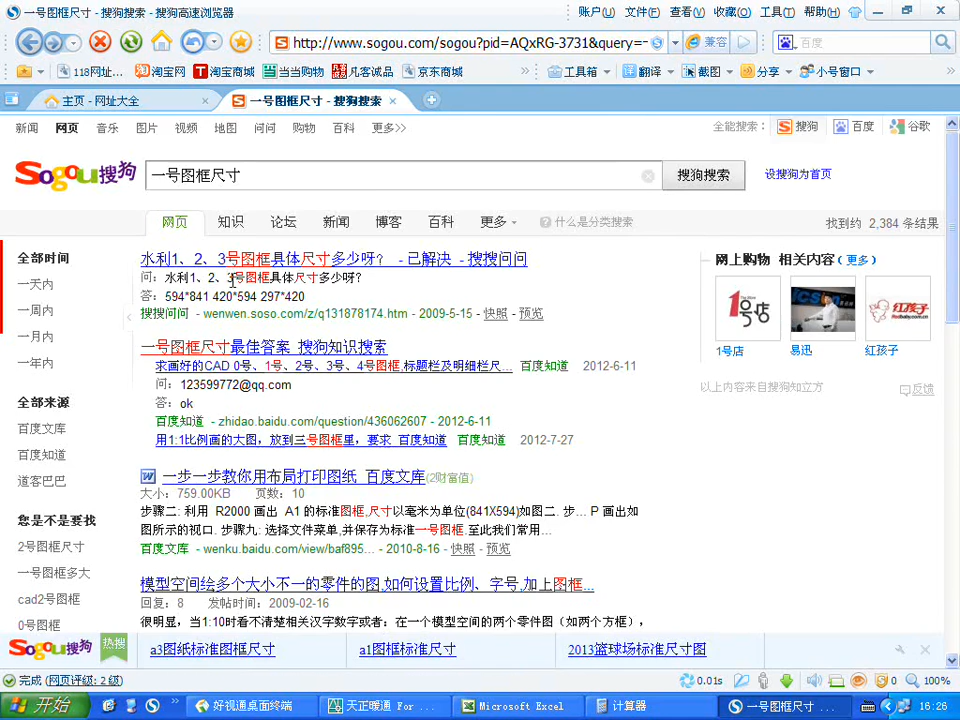 一号图框尺寸 - 搜狗搜索 - 搜狗高速浏览器
账户(U) 文件(F) 查看(V) 收藏(O) 工具(T) 帮助(H)
http://www.sogou.com/sogou?pid=AQxRG-3731&query=- 兼容 百度
118网址... 淘宝网 淘宝商城 当当购物 凡客诚品 京东商城 » 工具箱 翻译 截图 分享 小号窗口
主页 - 网址大全 一号图框尺寸 - 搜狗搜索
新闻 网页 音乐 图片 视频 地图 问问 购物 百科 更多>>
全能搜索： 搜狗 百度 谷歌
Sogou搜狗 一号图框尺寸 搜狗搜索 设搜狗为首页
网页 知识 论坛 新闻 博客 百科 更多 什么是分类搜索 找到约 2,384 条结果
全部时间
一天内
一周内
一月内
一年内
全部来源
百度文库
百度知道
道客巴巴
您是不是要找
2号图框尺寸
一号图框多大
cad2号图框
0号图框
水利1、2、3号图框具体尺寸多少呀？ - 已解决 - 搜搜问问
问：水利1、2、3号图框具体尺寸多少呀?
答：594*841 420*594 297*420
搜搜问问 - wenwen.soso.com/z/q131878174.htm - 2009-5-15 - 快照 - 预览
一号图框尺寸最佳答案 搜狗知识搜索
求画好的CAD 0号、1号、2号、3号、4号图框,标题栏及明细栏尺... 百度知道 2012-6-11
问：123599772@qq.com
答：ok
百度知道 - zhidao.baidu.com/question/436062607 - 2012-6-11
用1:1比例画的大图，放到三号图框里，要求 百度知道 百度知道 2012-7-27
一步一步教你用布局打印图纸 百度文库(2财富值)
大小：759.00KB 页数：10
步骤二: 利用 R2000 画出 A1 的标准图框,尺寸以毫米为单位(841X594)如图二. 步... P 画出如
图所示的视口. 步骤九: 选择文件菜单,并保存为标准一号图框.至此我们常用...
百度文库 - wenku.baidu.com/view/baf895... - 2010-8-16 - 快照 - 预览
模型空间绘多个大小不一的零件的图,如何设置比例、字号,加上图框...
回复：8 发帖时间：2009-02-16
很明显，当1:10时看不清楚相关汉字数字或者：在一个模型空间的两个零件图（如两个方框），
网上购物 相关内容（更多）
1号店 红孩子 Redbaby.com.cn
1号店 易迅 红孩子
以上内容来自搜狗知立方 反馈
Sogou搜狗 热搜 a3图纸标准图框尺寸 a1图框标准尺寸 2013篮球场标准尺寸图
完成 (网页评级: 2 级) 0.01s 0 100%
开始 好视通桌面终端 天正暖通 For ... Microsoft Excel 计算器 一号图框尺寸 ... 16:26